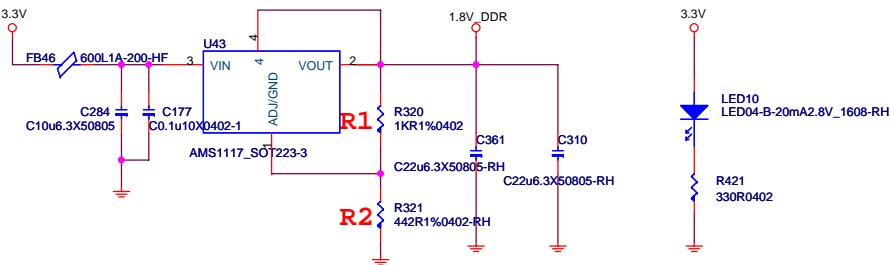 3.3V
1.8V_DDR
3.3V
U43
4
FB46 600L1A-200-HF
3 VIN 4 VOUT 2
ADJ/GND
1
C284
C10u6.3X50805
C177
C0.1u10X0402-1
AMS1117_SOT223-3
R1
R320
1KR1%0402
C361
C22u6.3X50805-RH
C310
C22u6.3X50805-RH
R2
R321
442R1%0402-RH
LED10
LED04-B-20mA2.8V_1608-RH
R421
330R0402